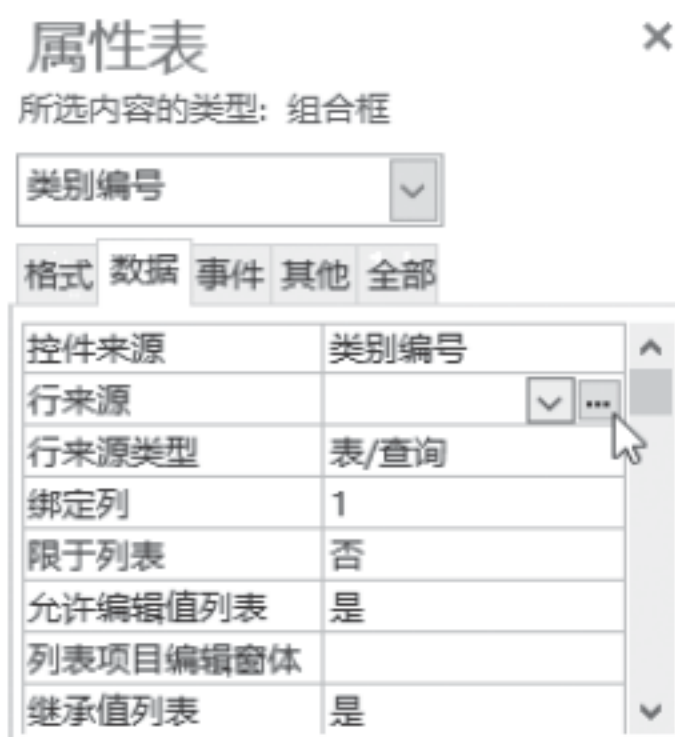 属性表
所选内容的类型: 组合框
类别编号
格式 数据 事件 其他 全部
控件来源 类别编号
行来源
行来源类型 表/查询
绑定列 1
限于列表 否
允许编辑值列表 是
列表项目编辑窗体
继承值列表 是